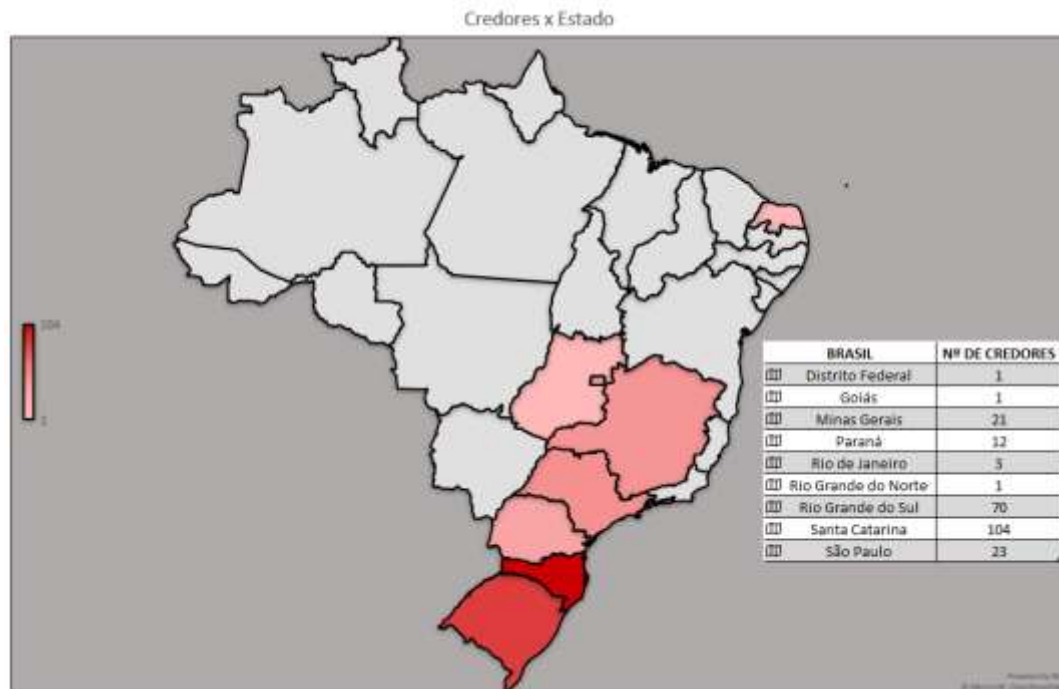 Credores x Estado
104
1
BRASIL Nº DE CREDORES
Distrito Federal 1
Goiás 1
Minas Gerais 21
Paraná 12
Rio de Janeiro 3
Rio Grande do Norte 1
Rio Grande do Sul 70
Santa Catarina 104
São Paulo 23